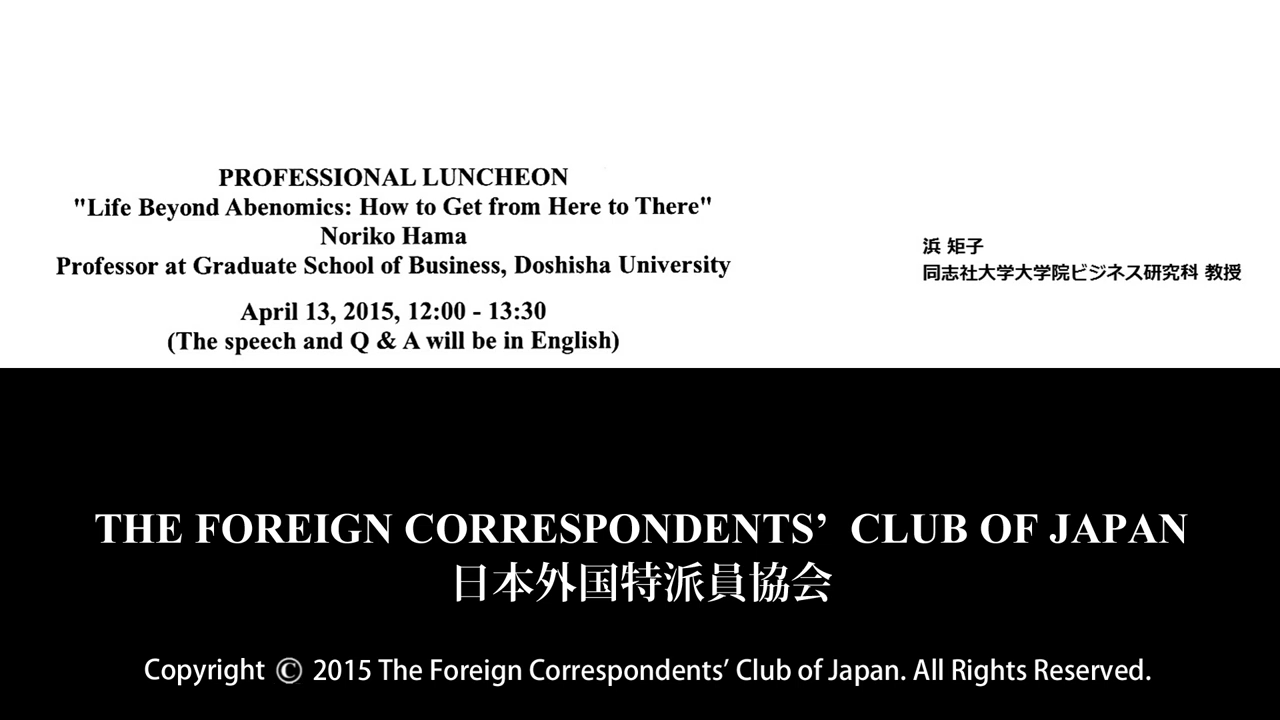 PROFESSIONAL LUNCHEON
"Life Beyond Abenomics: How to Get from Here to There"
Noriko Hama
Professor at Graduate School of Business, Doshisha University
April 13, 2015, 12:00 - 13:30
(The speech and Q & A will be in English)
浜 矩子
同志社大学大学院ビジネス研究科 教授
THE FOREIGN CORRESPONDENTS’ CLUB OF JAPAN
日本外国特派員協会
Copyright © 2015 The Foreign Correspondents’ Club of Japan. All Rights Reserved.